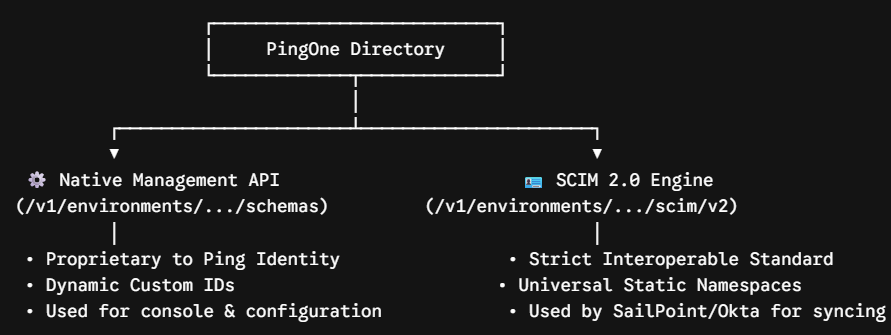 PingOne Directory
Native Management API
(/v1/environments/.../schemas)
• Proprietary to Ping Identity
• Dynamic Custom IDs
• Used for console & configuration
SCIM 2.0 Engine
(/v1/environments/.../scim/v2)
• Strict Interoperable Standard
• Universal Static Namespaces
• Used by SailPoint/Okta for syncing